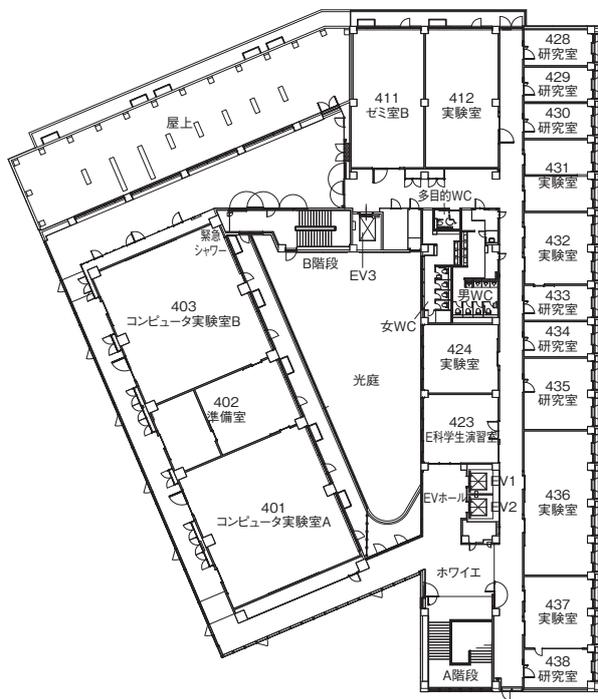 428
研究室
429
研究室
430
研究室
431
実験室
432
実験室
433
研究室
434
研究室
435
研究室
436
実験室
437
実験室
438
研究室
411
ゼミ室B
412
実験室
屋上
多目的WC
緊急
シャワー
B階段
EV3
男WC
女WC
403
コンピュータ実験室B
402
準備室
401
コンピュータ実験室A
光庭
424
実験室
423
E科学生演習室
EVホール
EV1
EV2
ホワイエ
A階段